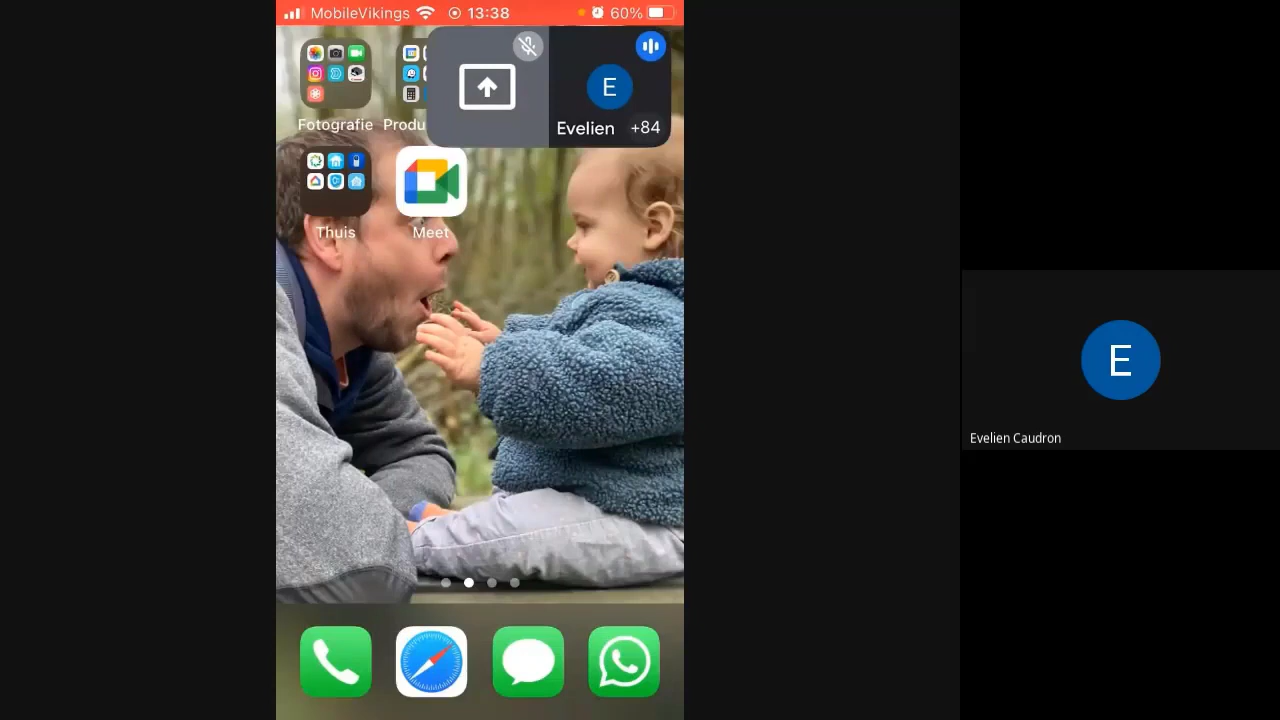 MobileVikings 13:38 60%
E
Evelien +84
Fotografie Produ
Thuis Meet
E
Evelien Caudron